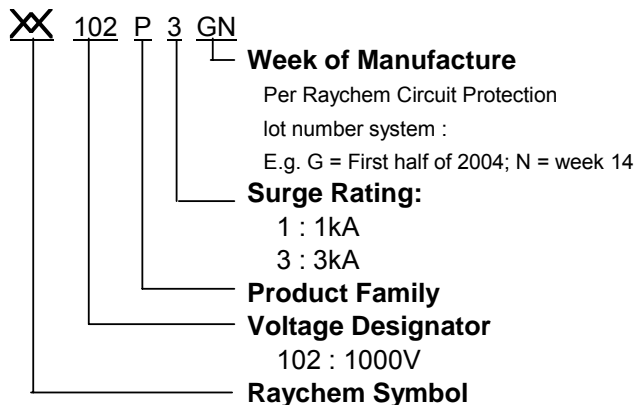 XX 102 P 3 GN
Week of Manufacture
Per Raychem Circuit Protection
lot number system :
E.g. G = First half of 2004; N = week 14
Surge Rating:
1 : 1kA
3 : 3kA
Product Family
Voltage Designator
102 : 1000V
Raychem Symbol